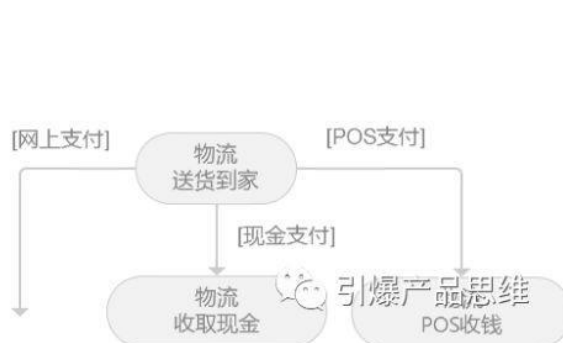 [网上支付]
[POS支付]
物流
送货到家
[现金支付]
物流
收取现金
引爆产品思维
POS收钱